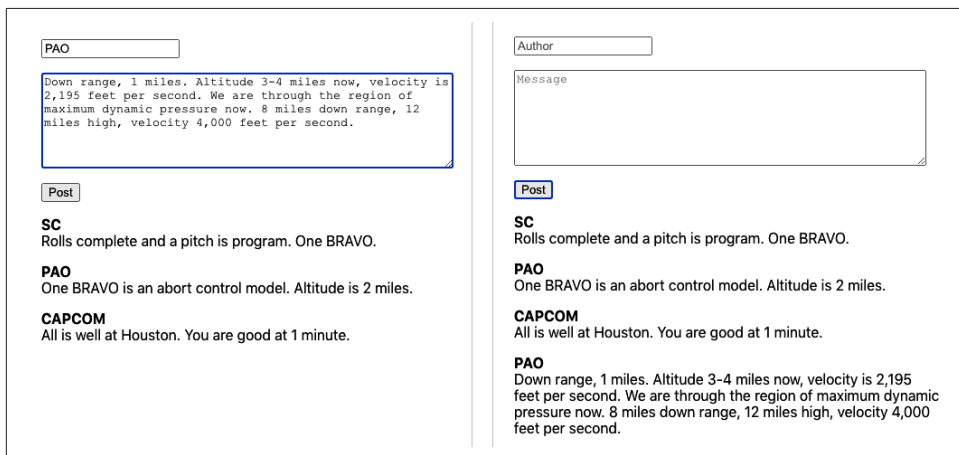 PAO
Down range, 1 miles. Altitude 3-4 miles now, velocity is
2,195 feet per second. We are through the region of
maximum dynamic pressure now. 8 miles down range, 12
miles high, velocity 4,000 feet per second.
Post
SC
Rolls complete and a pitch is program. One BRAVO.
PAO
One BRAVO is an abort control model. Altitude is 2 miles.
CAPCOM
All is well at Houston. You are good at 1 minute.
Author
Message
Post
SC
Rolls complete and a pitch is program. One BRAVO.
PAO
One BRAVO is an abort control model. Altitude is 2 miles.
CAPCOM
All is well at Houston. You are good at 1 minute.
PAO
Down range, 1 miles. Altitude 3-4 miles now, velocity is 2,195
feet per second. We are through the region of maximum dynamic
pressure now. 8 miles down range, 12 miles high, velocity 4,000
feet per second.